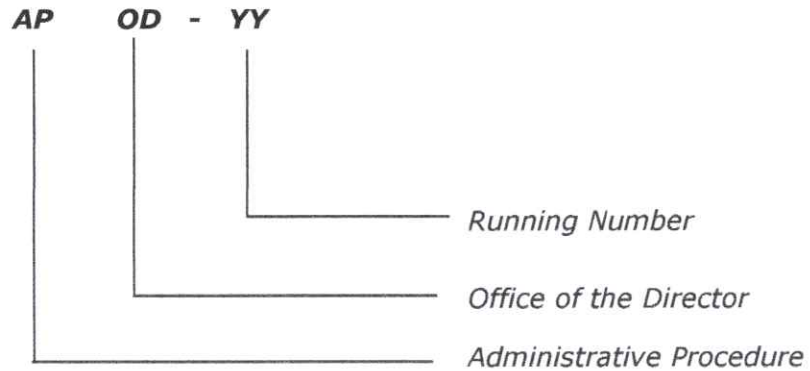 AP OD - YY
Running Number
Office of the Director
Administrative Procedure